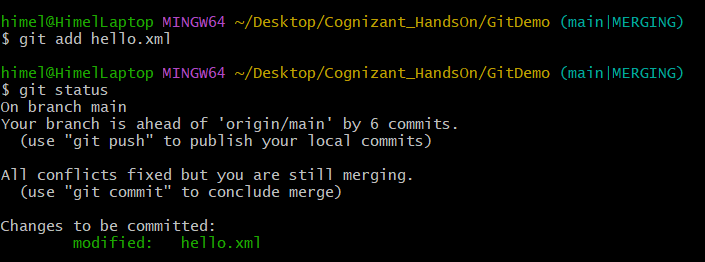 himel@HimelLaptop MINGW64 ~/Desktop/Cognizant_HandsOn/GitDemo (main|MERGING)
$ git add hello.xml
himel@HimelLaptop MINGW64 ~/Desktop/Cognizant_HandsOn/GitDemo (main|MERGING)
$ git status
On branch main
Your branch is ahead of 'origin/main' by 6 commits.
  (use "git push" to publish your local commits)
All conflicts fixed but you are still merging.
  (use "git commit" to conclude merge)
Changes to be committed:
        modified:   hello.xml